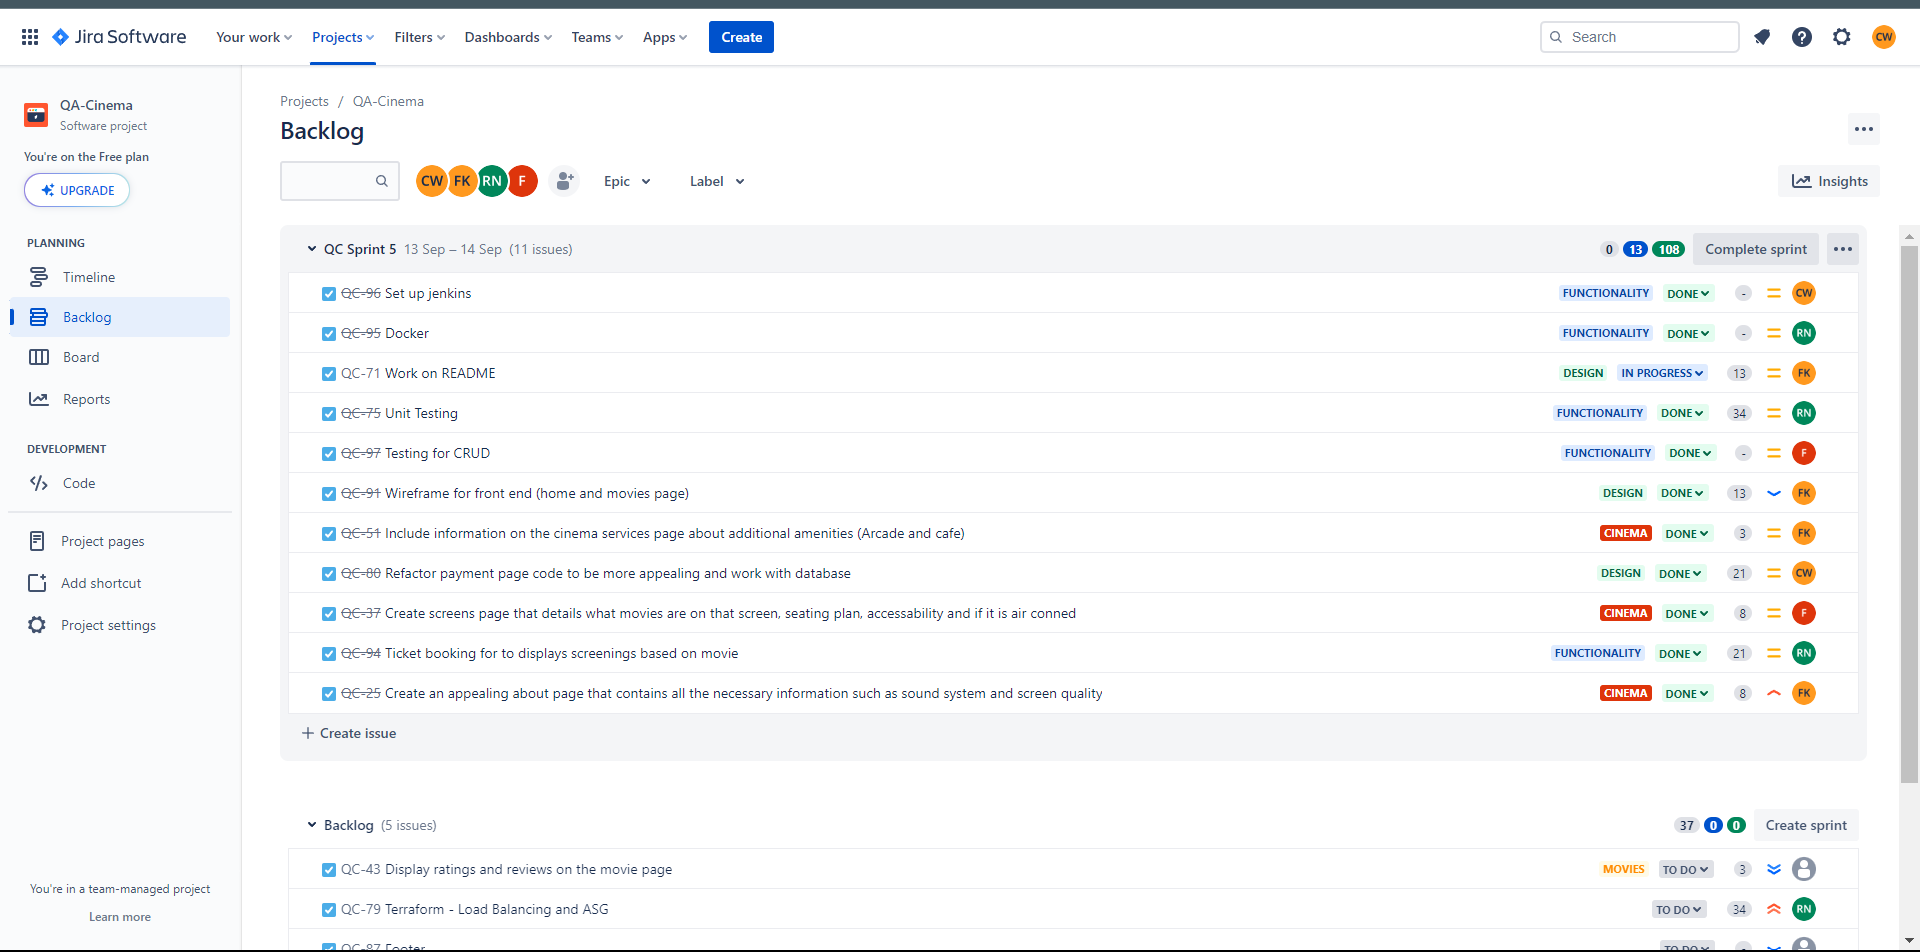 Jira Software Your work Projects Filters Dashboards Teams Apps Create Search CW
QA-Cinema
Software project
You're on the Free plan
UPGRADE
PLANNING
Timeline
Backlog
Board
Reports
DEVELOPMENT
Code
Project pages
Add shortcut
Project settings
You're in a team-managed project
Learn more
Projects / QA-Cinema
Backlog
CW FK RN F Epic Label Insights
QC Sprint 5 13 Sep – 14 Sep (11 issues) 0 13 108 Complete sprint
QC-96 Set up jenkins FUNCTIONALITY DONE - CW
QC-95 Docker FUNCTIONALITY DONE - RN
QC-71 Work on README DESIGN IN PROGRESS 13 FK
QC-75 Unit Testing FUNCTIONALITY DONE 34 RN
QC-97 Testing for CRUD FUNCTIONALITY DONE - F
QC-91 Wireframe for front end (home and movies page) DESIGN DONE 13 FK
QC-51 Include information on the cinema services page about additional amenities (Arcade and cafe) CINEMA DONE 3 FK
QC-80 Refactor payment page code to be more appealing and work with database DESIGN DONE 21 CW
QC-37 Create screens page that details what movies are on that screen, seating plan, accessability and if it is air conned CINEMA DONE 8 F
QC-94 Ticket booking for to displays screenings based on movie FUNCTIONALITY DONE 21 RN
QC-25 Create an appealing about page that contains all the necessary information such as sound system and screen quality CINEMA DONE 8 FK
Create issue
Backlog (5 issues) 37 0 0 Create sprint
QC-43 Display ratings and reviews on the movie page MOVIES TO DO 3
QC-79 Terraform - Load Balancing and ASG TO DO 34 RN
QC-87 Footer TO DO -